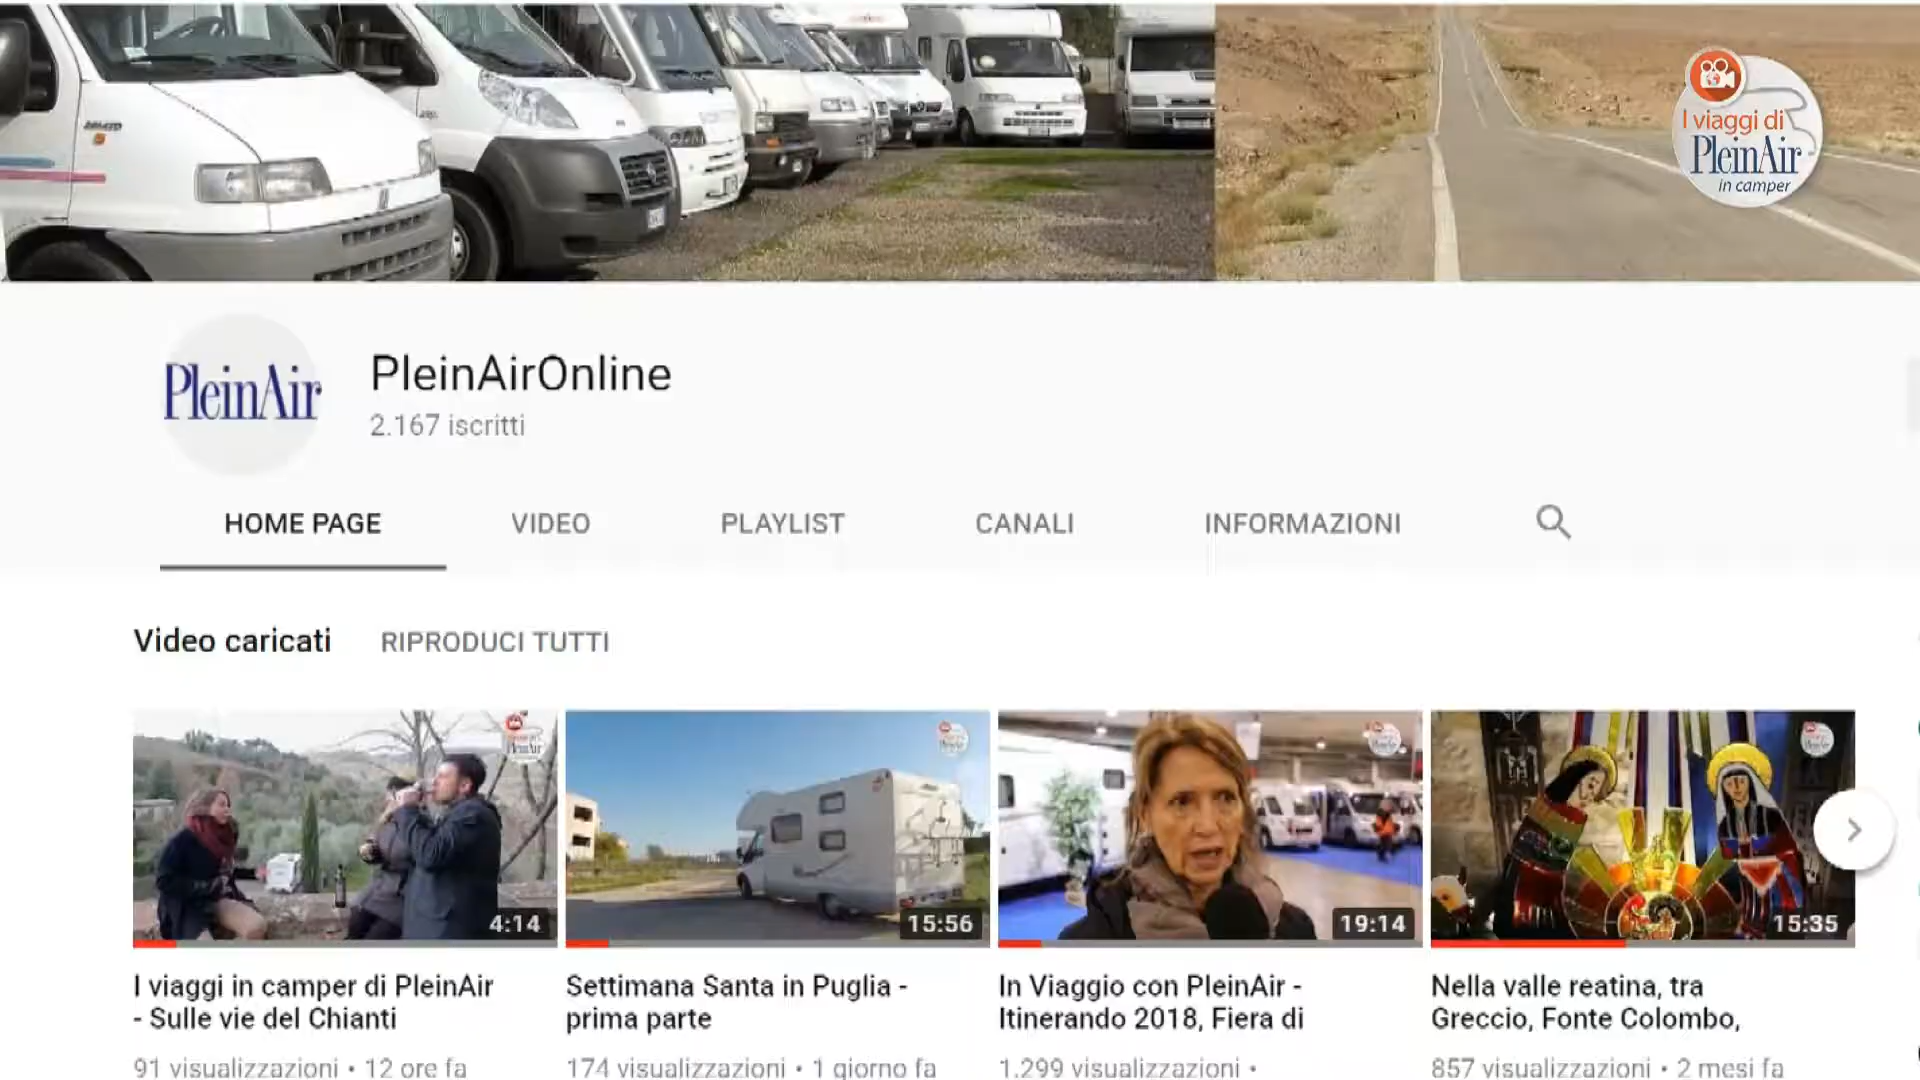 I viaggi di
PleinAir
in camper
PleinAir
PleinAirOnline
2.167 iscritti
HOME PAGE
VIDEO
PLAYLIST
CANALI
INFORMAZIONI
Video caricati
RIPRODUCI TUTTI
4:14
15:56
19:14
15:35
I viaggi in camper di PleinAir
- Sulle vie del Chianti
91 visualizzazioni • 12 ore fa
Settimana Santa in Puglia -
prima parte
174 visualizzazioni • 1 giorno fa
In Viaggio con PleinAir -
Itinerando 2018, Fiera di
1.299 visualizzazioni •
Nella valle reatina, tra
Greccio, Fonte Colombo,
857 visualizzazioni • 2 mesi fa